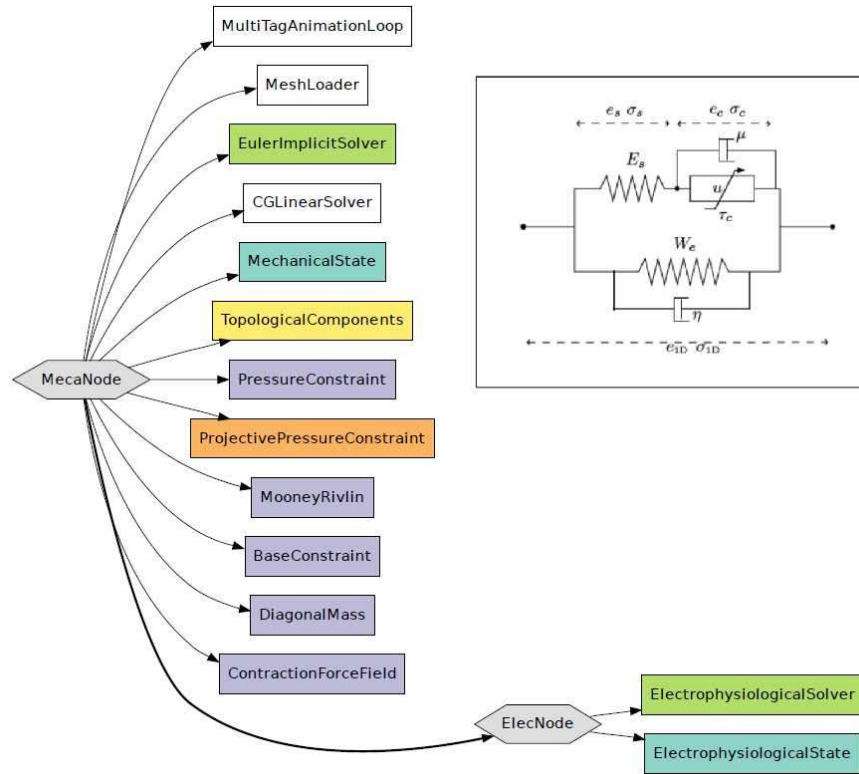 MultiTagAnimationLoop
MeshLoader
EulerImplicitSolver
CGLinearSolver
MechanicalState
TopologicalComponents
MecaNode
PressureConstraint
ProjectivePressureConstraint
MooneyRivlin
BaseConstraint
DiagonalMass
ContractionForceField
ElecNode
ElectrophysiologicalSolver
ElectrophysiologicalState
e_s σ_s
e_c σ_c
μ
E_s
u
τ_c
W_e
η
e_1D σ_1D